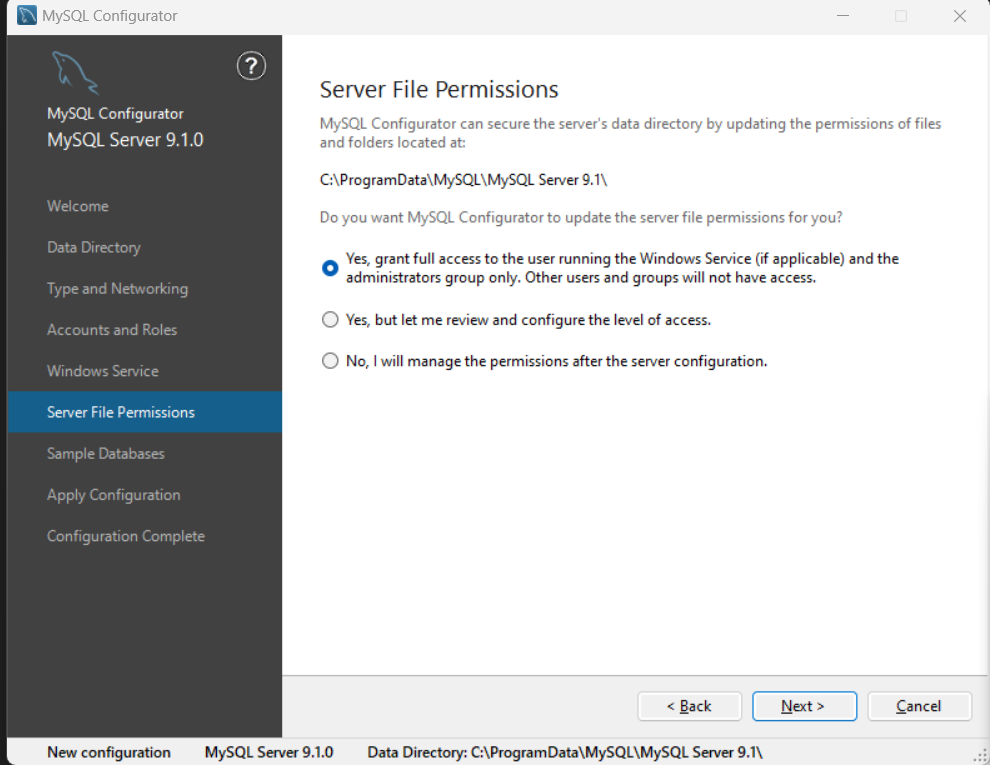 MySQL Configurator
?
MySQL Configurator
MySQL Server 9.1.0
Welcome
Data Directory
Type and Networking
Accounts and Roles
Windows Service
Server File Permissions
Sample Databases
Apply Configuration
Configuration Complete
Server File Permissions
MySQL Configurator can secure the server's data directory by updating the permissions of files
and folders located at:
C:\ProgramData\MySQL\MySQL Server 9.1\
Do you want MySQL Configurator to update the server file permissions for you?
Yes, grant full access to the user running the Windows Service (if applicable) and the
administrators group only. Other users and groups will not have access.
Yes, but let me review and configure the level of access.
No, I will manage the permissions after the server configuration.
< Back
Next >
Cancel
New configuration MySQL Server 9.1.0 Data Directory: C:\ProgramData\MySQL\MySQL Server 9.1\